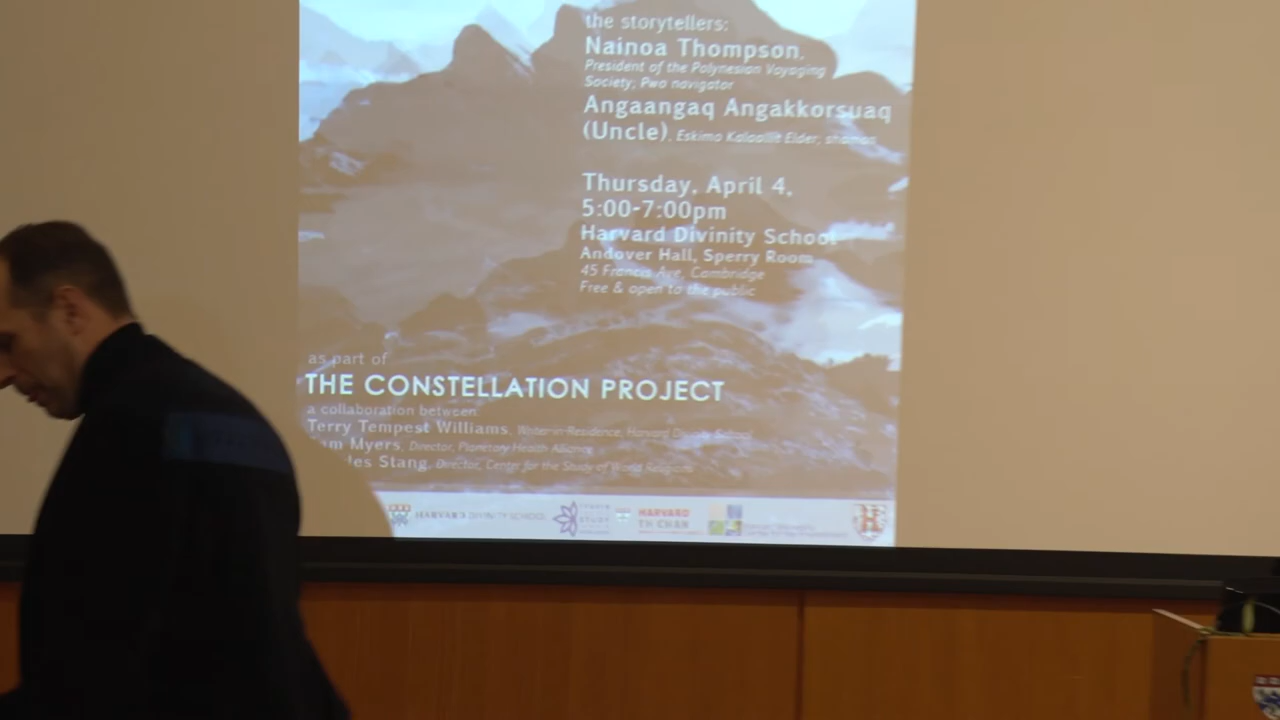 the storytellers:
Nainoa Thompson,
President of the Polynesian Voyaging
Society; Pwo navigator
Angaangaq Angakkorsuaq
(Uncle), Eskimo Kalaallit Elder, shaman
Thursday, April 4,
5:00-7:00pm
Harvard Divinity School
Andover Hall, Sperry Room
45 Francis Ave, Cambridge
Free & open to the public
as part of
THE CONSTELLATION PROJECT
a collaboration between:
Terry Tempest Williams, Writer-in-Residence, Harvard Divinity School
am Myers, Director, Planetary Health Alliance
les Stang, Director, Center for the Study of World Religions
HARVARD DIVINITY SCHOOL
STUDY
HARVARD
TH CHAN